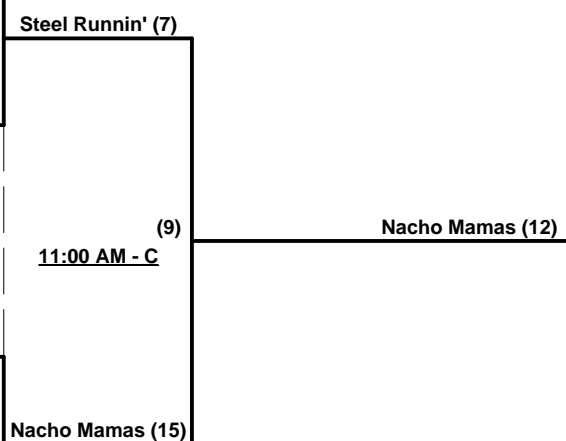 Steel Runnin' (7)
(9)
Nacho Mamas (12)
11:00 AM - C
Nacho Mamas (15)